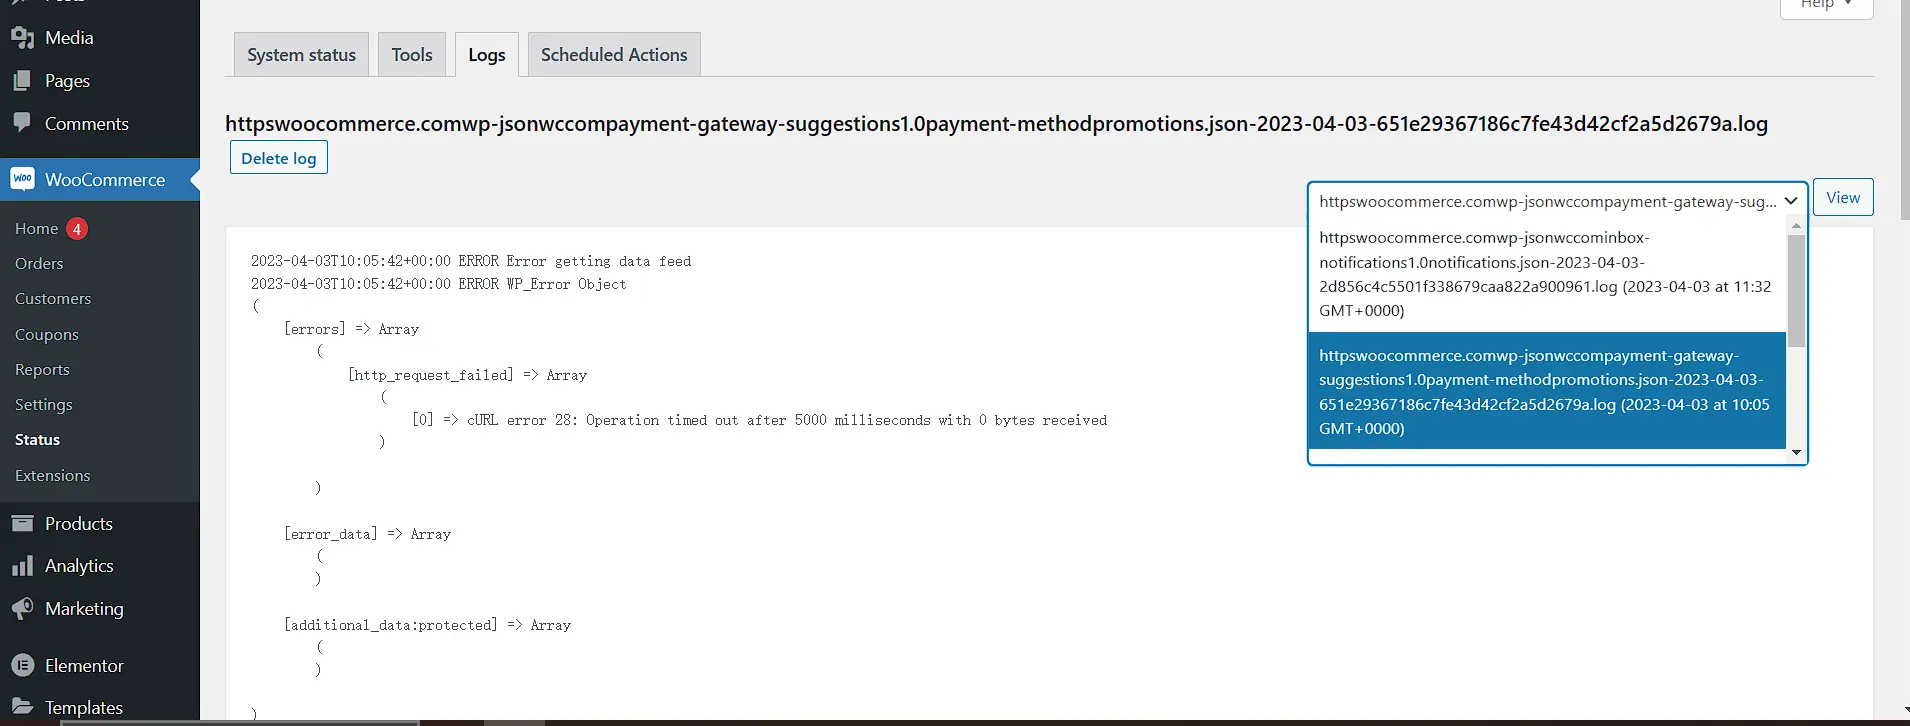 Help
Media
Pages
Comments
WooCommerce
Home 4
Orders
Customers
Coupons
Reports
Settings
Status
Extensions
Products
Analytics
Marketing
Elementor
Templates
System status
Tools
Logs
Scheduled Actions
httpswoocommerce.comwp-jsonwccompayment-gateway-suggestions1.0payment-methodpromotions.json-2023-04-03-651e29367186c7fe43d42cf2a5d2679a.log
Delete log
httpswoocommerce.comwp-jsonwccompayment-gateway-sug...
View
httpswoocommerce.comwp-jsonwccominbox-
notifications1.0notifications.json-2023-04-03-
2d856c4c5501f338679caa822a900961.log (2023-04-03 at 11:32
GMT+0000)
httpswoocommerce.comwp-jsonwccompayment-gateway-
suggestions1.0payment-methodpromotions.json-2023-04-03-
651e29367186c7fe43d42cf2a5d2679a.log (2023-04-03 at 10:05
GMT+0000)
2023-04-03T10:05:42+00:00 ERROR Error getting data feed
2023-04-03T10:05:42+00:00 ERROR WP_Error Object
(
[errors] => Array
(
[http_request_failed] => Array
(
[0] => cURL error 28: Operation timed out after 5000 milliseconds with 0 bytes received
)
)
[error_data] => Array
(
)
[additional_data:protected] => Array
(
)
)